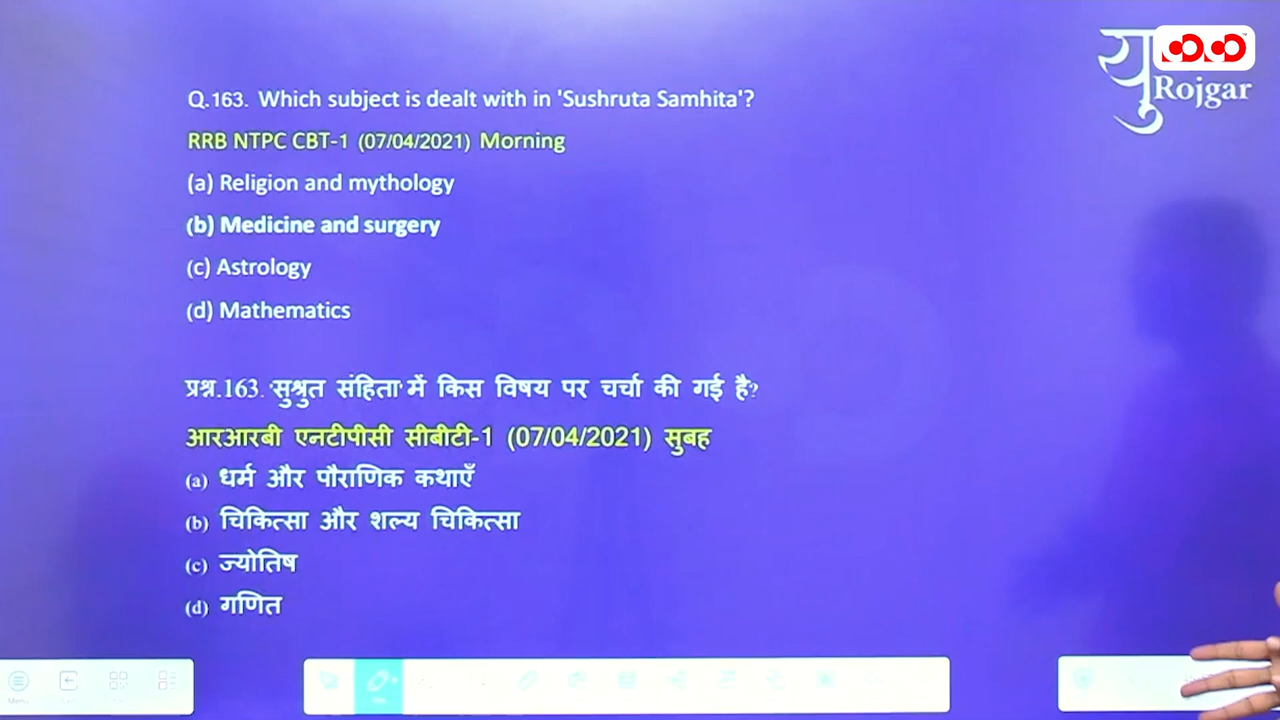 यु
Rojgar
Q.163. Which subject is dealt with in 'Sushruta Samhita'?
RRB NTPC CBT-1 (07/04/2021) Morning
(a) Religion and mythology
(b) Medicine and surgery
(c) Astrology
(d) Mathematics
प्रश्न.163. 'सुश्रुत संहिता' में किस विषय पर चर्चा की गई है?
आरआरबी एनटीपीसी सीबीटी-1 (07/04/2021) सुबह
(a) धर्म और पौराणिक कथाएँ
(b) चिकित्सा और शल्य चिकित्सा
(c) ज्योतिष
(d) गणित